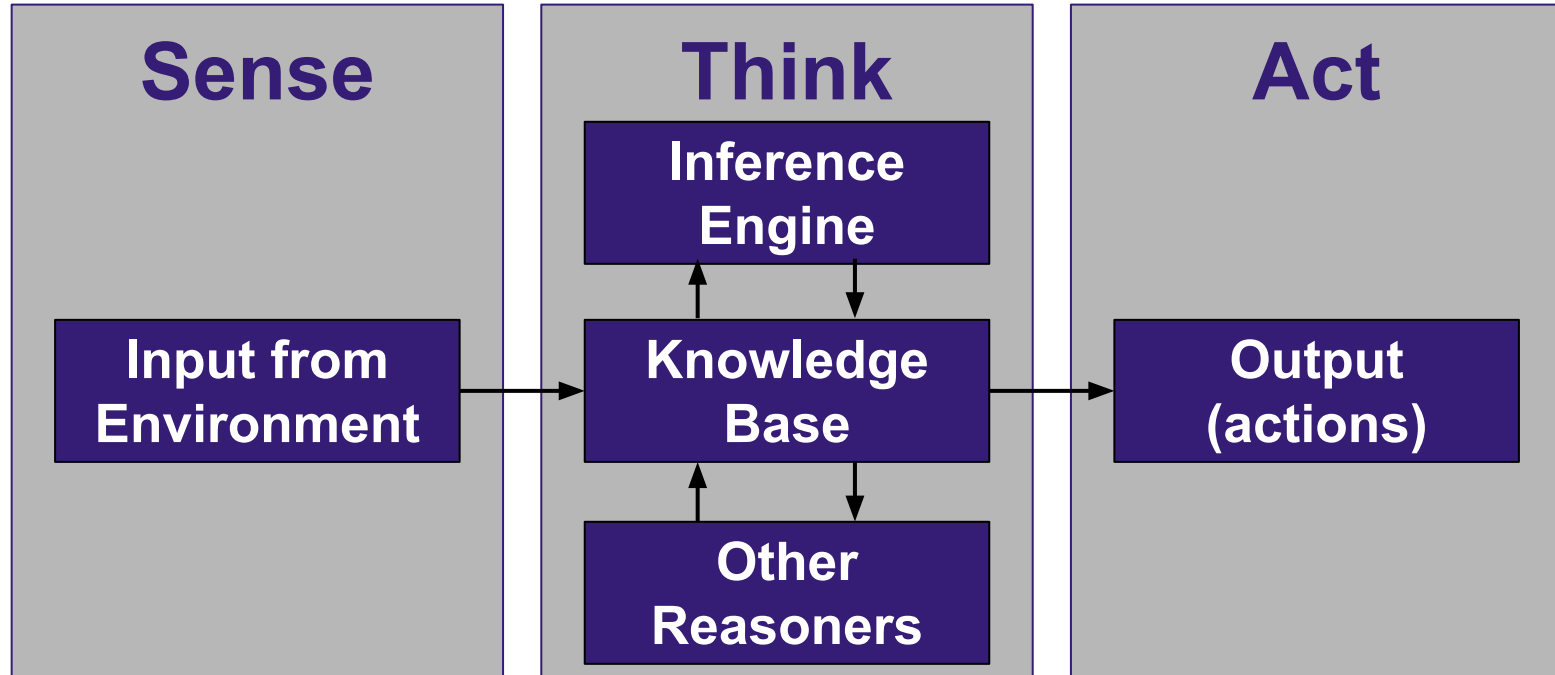 Sense
Think
Act
Inference
Engine
Input from
Environment
Knowledge
Base
Output
(actions)
Other
Reasoners